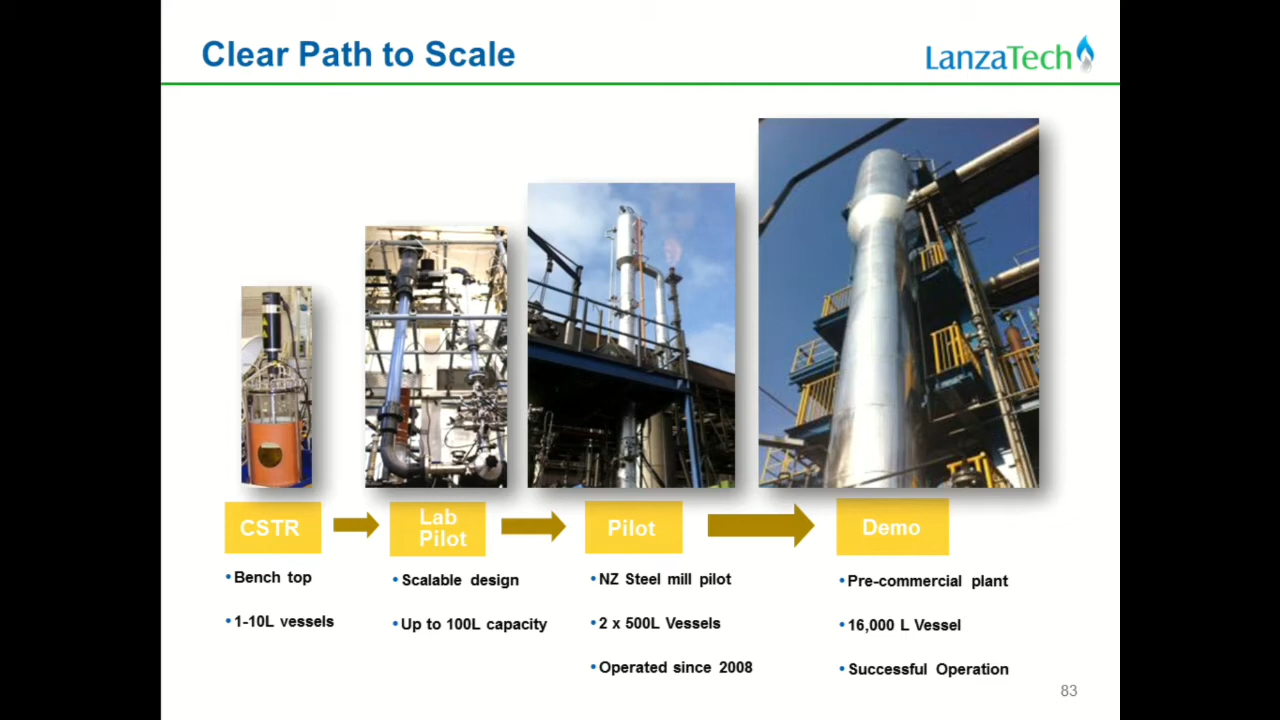 Clear Path to Scale
LanzaTech
CSTR
Lab
Pilot
Pilot
Demo
•Bench top
•1-10L vessels
•Scalable design
•Up to 100L capacity
•NZ Steel mill pilot
•2 x 500L Vessels
•Operated since 2008
•Pre-commercial plant
•16,000 L Vessel
•Successful Operation
83